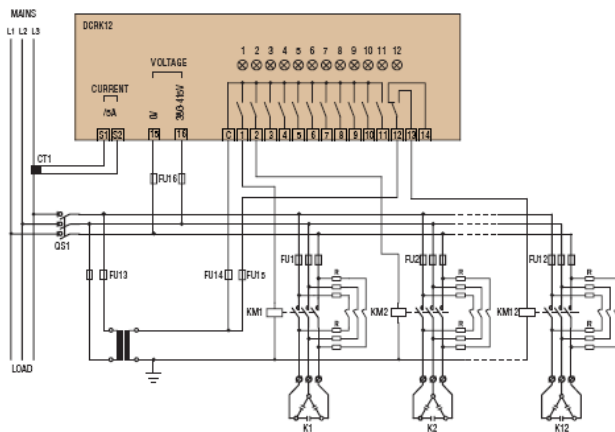 MAINS
L1 L2 L3
DCRK12
1 2 3 4 5 6 7 8 9 10 11 12
VOLTAGE
CURRENT
/5A
0V
380-415V
S1 S2 15 16 C 1 2 3 4 5 6 7 8 9 10 11 12 13 14
CT1
FU16
QS1
FU13
FU14
FU15
FU1
FU2
FU12
R
R
R
KM1
KM2
KM12
R
R
R
LOAD
K1
K2
K12